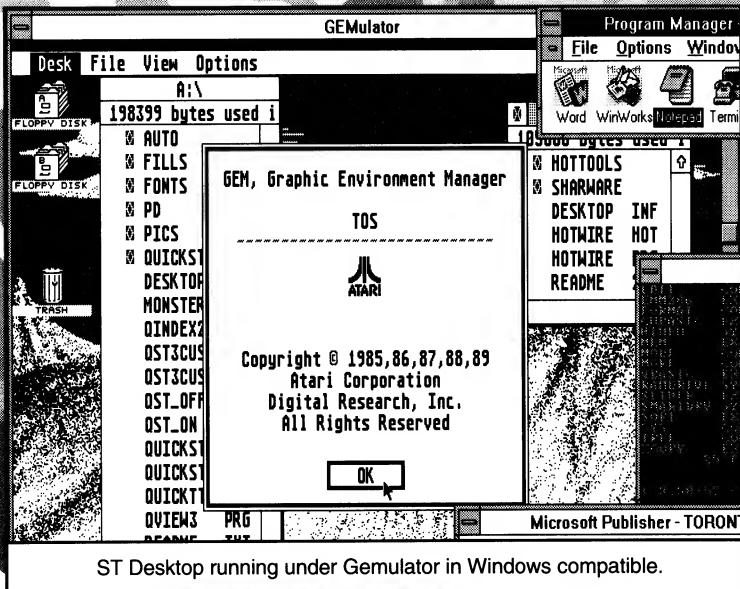 GEMulator
Program Manager -
Desk File View Options
File Options Window
A:\
198399 bytes used i
FLOPPY DISK
FLOPPY DISK
TRASH
AUTO
FILLS
FONTS
PD
PICS
QUICKST
DESKTOP
MONSTER
QINDEX2
QST3CUS
QST3CUS
QST_OFF
QST_ON
QUICKST
QUICKST
QUICKTT
QVIEW3 PRG
Microsoft
Word WinWorks Notepad Termi
bytes used i
HOTTOOLS
SHARWARE
DESKTOP INF
HOTWIRE HOT
HOTWIRE
README
GEM, Graphic Environment Manager
TOS
ATARI
Copyright © 1985,86,87,88,89
Atari Corporation
Digital Research, Inc.
All Rights Reserved
OK
Microsoft Publisher - TORONT
ST Desktop running under Gemulator in Windows compatible.